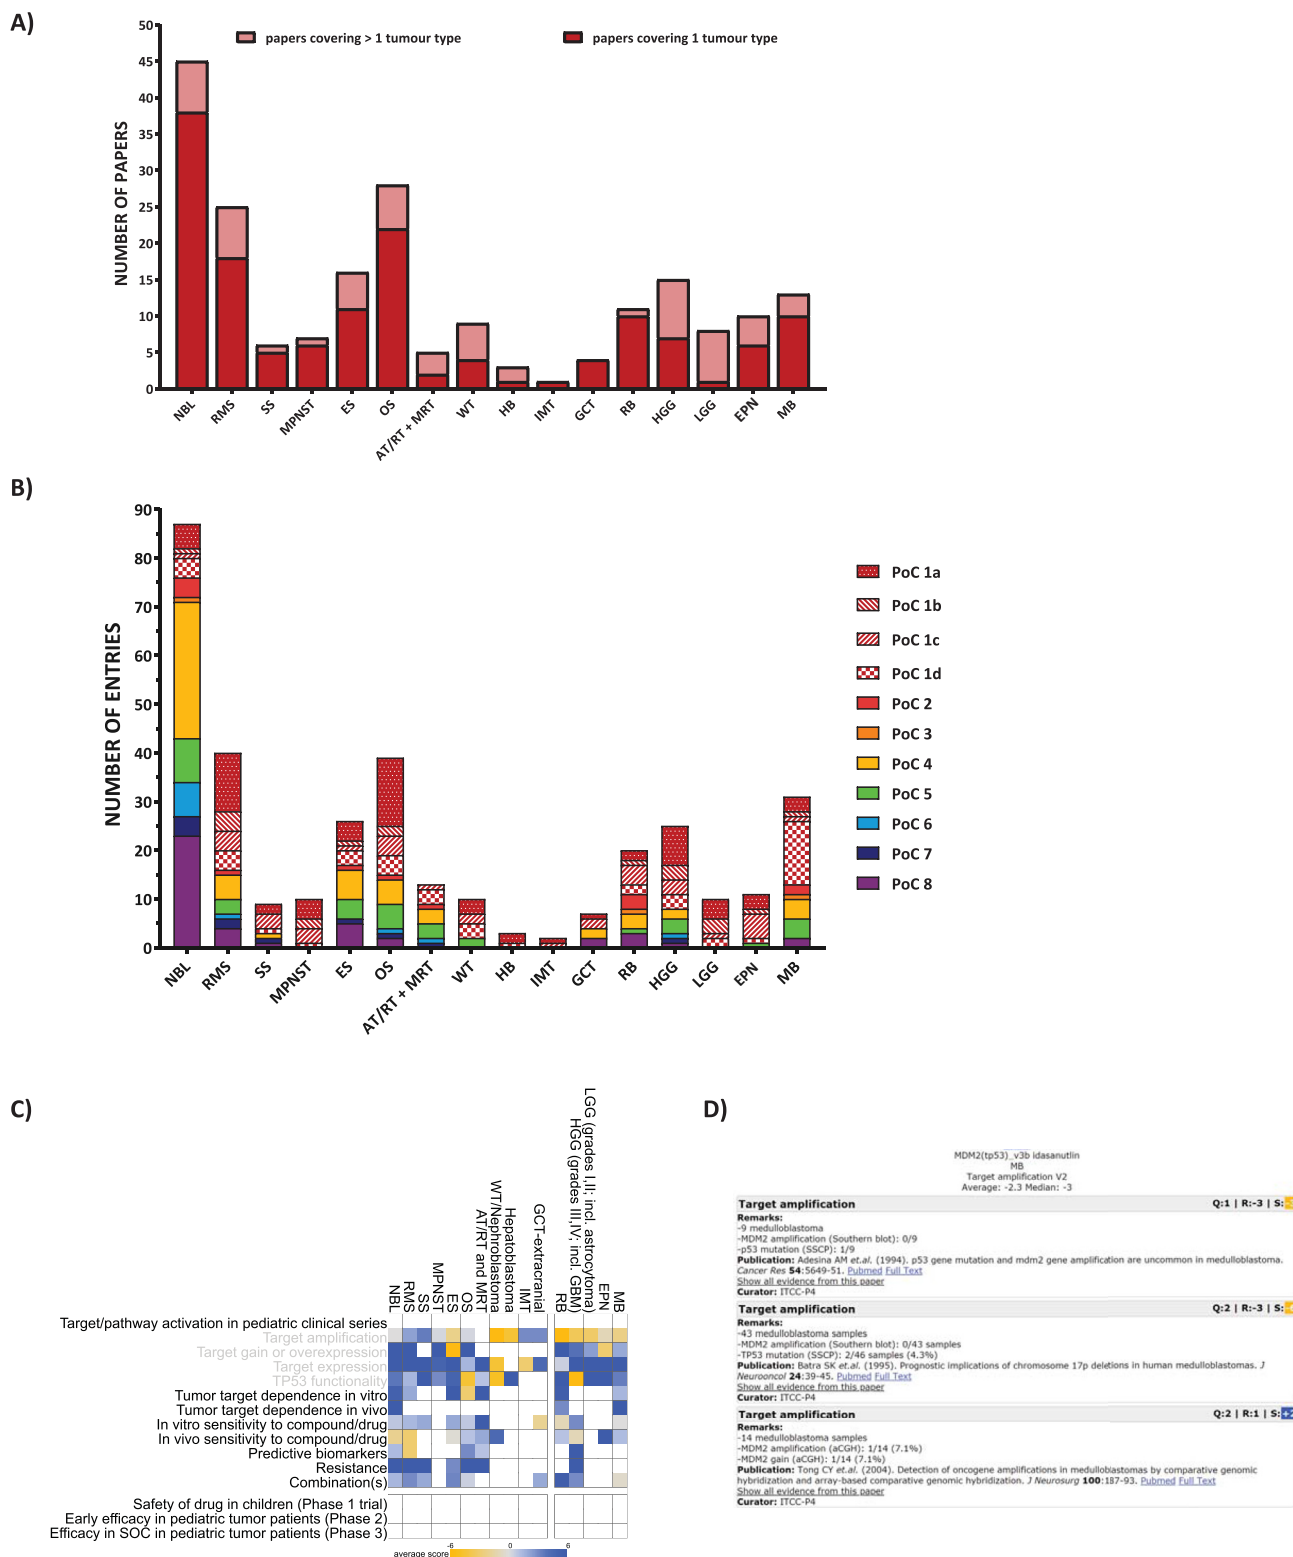 A)
50
45
40
35
30
25
20
15
10
5
0
NUMBER OF PAPERS
papers covering > 1 tumour type
papers covering 1 tumour type
NBL
RMS
SS
MPNST
ES
OS
AT/RT + MRT
WT
HB
IMT
GCT
RB
HGG
LGG
EPN
MB
B)
90
80
70
60
50
40
30
20
10
0
NUMBER OF ENTRIES
NBL
RMS
SS
MPNST
ES
OS
AT/RT + MRT
WT
HB
IMT
GCT
RB
HGG
LGG
EPN
MB
PoC 1a
PoC 1b
PoC 1c
PoC 1d
PoC 2
PoC 3
PoC 4
PoC 5
PoC 6
PoC 7
PoC 8
C)
NBL
RMS
SS
MPNST
ES
OS
AT/RT and MRT
WT/Nephroblastoma
Hepatoblastoma
IMT
GCT-extracranial
RB
HGG (grades III,IV; incl. GBM)
LGG (grades I,II; incl. astrocytoma)
EPN
MB
Target/pathway activation in pediatric clinical series
Target amplification
Target gain or overexpression
Target expression
TP53 functionality
Tumor target dependence in vitro
Tumor target dependence in vivo
In vitro sensitivity to compound/drug
In vivo sensitivity to compound/drug
Predictive biomarkers
Resistance
Combination(s)
Safety of drug in children (Phase 1 trial)
Early efficacy in pediatric tumor patients (Phase 2)
Efficacy in SOC in pediatric tumor patients (Phase 3)
average score
-6
0
6
D)
MDM2(tp53)_v3b idasanutlin
MB
Target amplification V2
Average: -2.3 Median: -3
Target amplification Q:1 | R:-3 | S:
Remarks:
-9 medulloblastoma
-MDM2 amplification (Southern blot): 0/9
-p53 mutation (SSCP): 1/9
Publication: Adesina AM et.al. (1994). p53 gene mutation and mdm2 gene amplification are uncommon in medulloblastoma.
Cancer Res 54:5649-51. Pubmed Full Text
Show all evidence from this paper
Curator: ITCC-P4
Target amplification Q:2 | R:-3 | S:
Remarks:
-43 medulloblastoma samples
-MDM2 amplification (Southern blot): 0/43 samples
-TP53 mutation (SSCP): 2/46 samples (4.3%)
Publication: Batra SK et.al. (1995). Prognostic implications of chromosome 17p deletions in human medulloblastomas. J
Neurooncol 24:39-45. Pubmed Full Text
Show all evidence from this paper
Curator: ITCC-P4
Target amplification Q:2 | R:1 | S:+2
Remarks:
-14 medulloblastoma samples
-MDM2 amplification (aCGH): 1/14 (7.1%)
-MDM2 gain (aCGH): 1/14 (7.1%)
Publication: Tong CY et.al. (2004). Detection of oncogene amplifications in medulloblastomas by comparative genomic
hybridization and array-based comparative genomic hybridization. J Neurosurg 100:187-93. Pubmed Full Text
Show all evidence from this paper
Curator: ITCC-P4